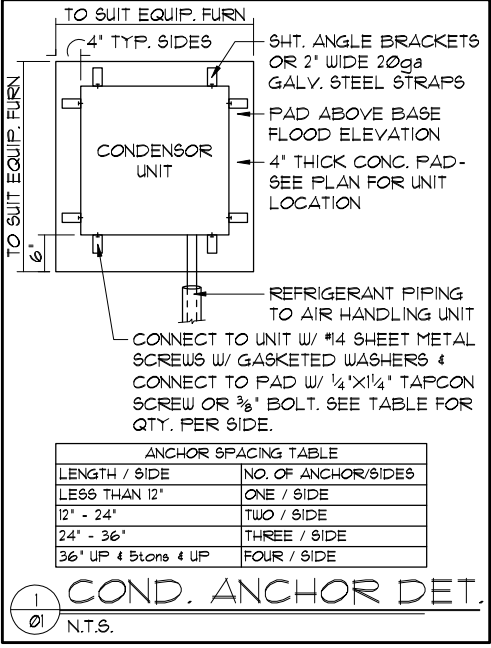 TO SUIT EQUIP. FURN
4" TYP. SIDES
SHT. ANGLE BRACKETS
OR 2" WIDE 20ga
GALV. STEEL STRAPS
PAD ABOVE BASE
FLOOD ELEVATION
CONDENSOR
UNIT
4" THICK CONC. PAD-
SEE PLAN FOR UNIT
LOCATION
TO SUIT EQUIP. FURN
6"
REFRIGERANT PIPING
TO AIR HANDLING UNIT
CONNECT TO UNIT W/ #14 SHEET METAL
SCREWS W/ GASKETED WASHERS &
CONNECT TO PAD W/ 1/4"X1 1/4" TAPCON
SCREW OR 3/8" BOLT. SEE TABLE FOR
QTY. PER SIDE.
ANCHOR SPACING TABLE
LENGTH / SIDE NO. OF ANCHOR/SIDES
LESS THAN 12" ONE / SIDE
12" - 24" TWO / SIDE
24" - 36" THREE / SIDE
36" UP & 5tons & UP FOUR / SIDE
1
01
COND. ANCHOR DET.
N.T.S.